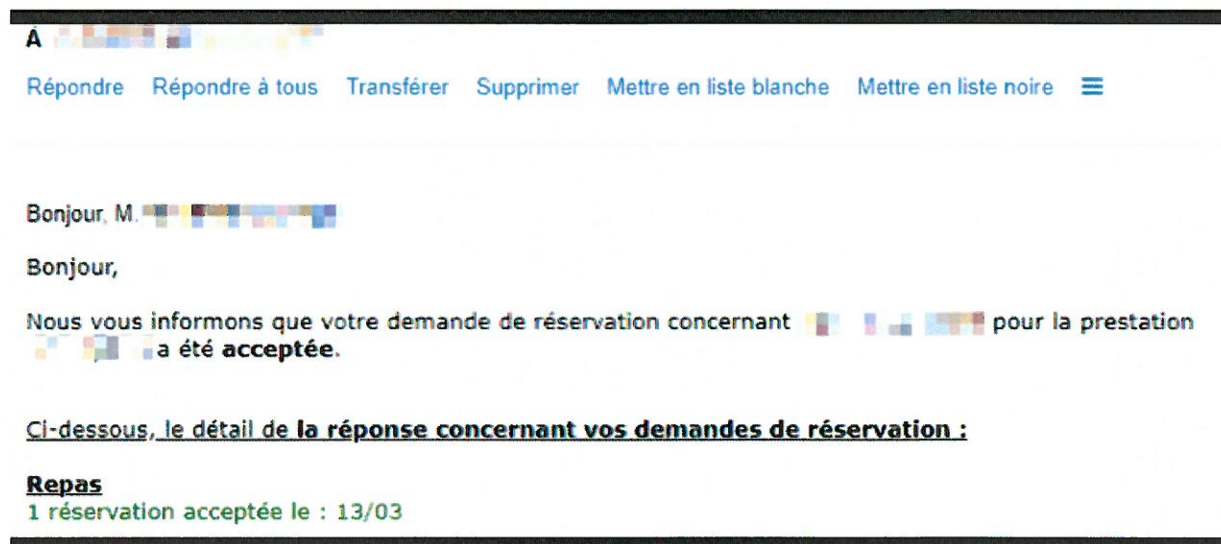 À
Répondre Répondre à tous Transférer Supprimer Mettre en liste blanche Mettre en liste noire
Bonjour, M.
Bonjour,
Nous vous informons que votre demande de réservation concernant pour la prestation
a été acceptée.
Ci-dessous, le détail de la réponse concernant vos demandes de réservation :
Repas
1 réservation acceptée le : 13/03